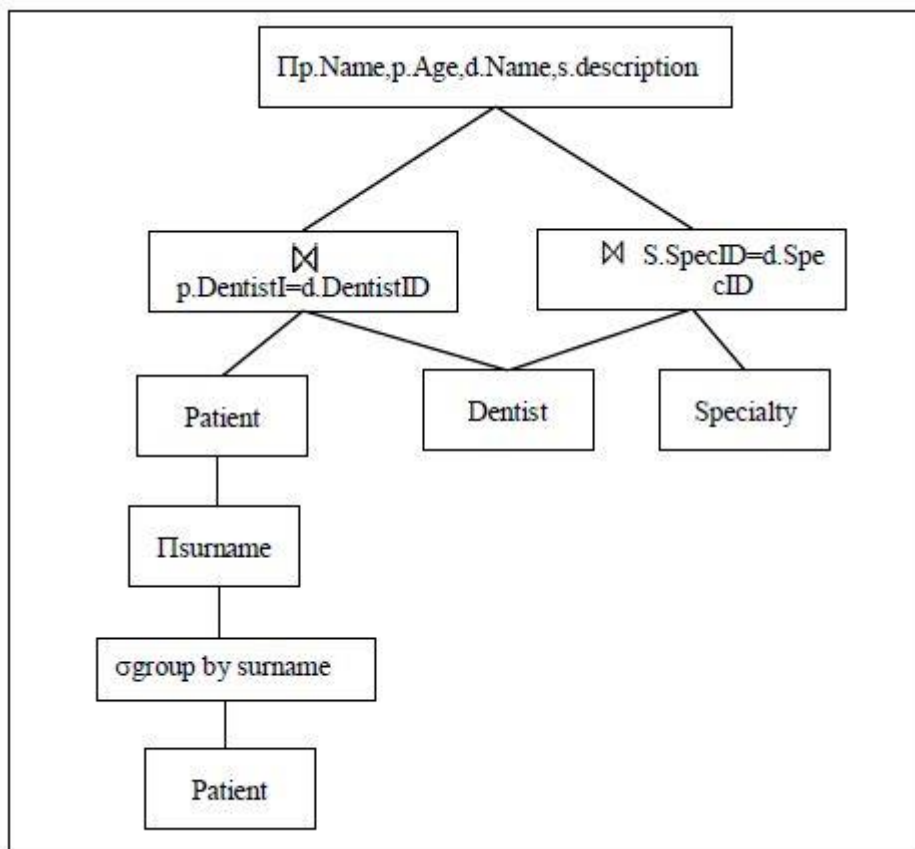 Πp.Name,p.Age,d.Name,s.description
⋈
p.DentistI=d.DentistID
⋈ S.SpecID=d.Spe
cID
Patient
Dentist
Specialty
Πsurname
σgroup by surname
Patient